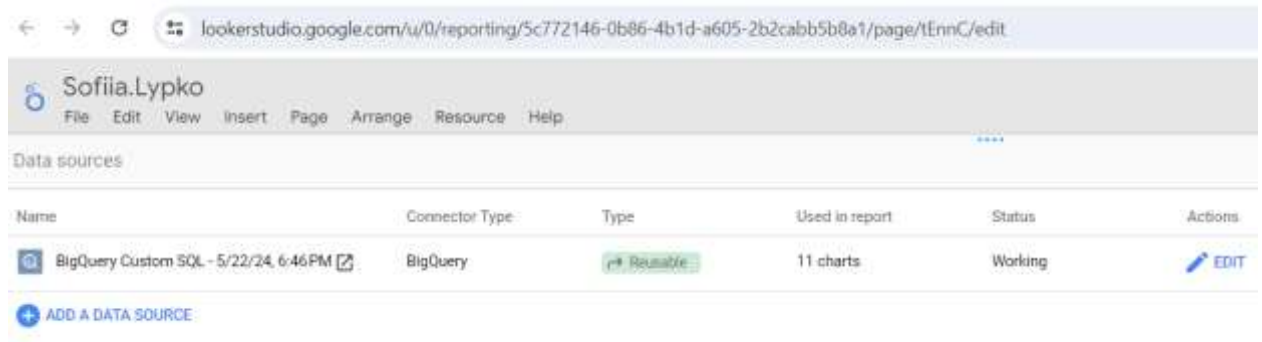 lookerstudio.google.com/u/0/reporting/5c772146-0b86-4b1d-a605-2b2cabb5b8a1/page/tEnnC/edit
Sofiia.Lypko
File Edit View Insert Page Arrange Resource Help
Data sources
Name Connector Type Type Used in report Status Actions
BigQuery Custom SQL - 5/22/24, 6:46 PM BigQuery Reusable 11 charts Working EDIT
ADD A DATA SOURCE